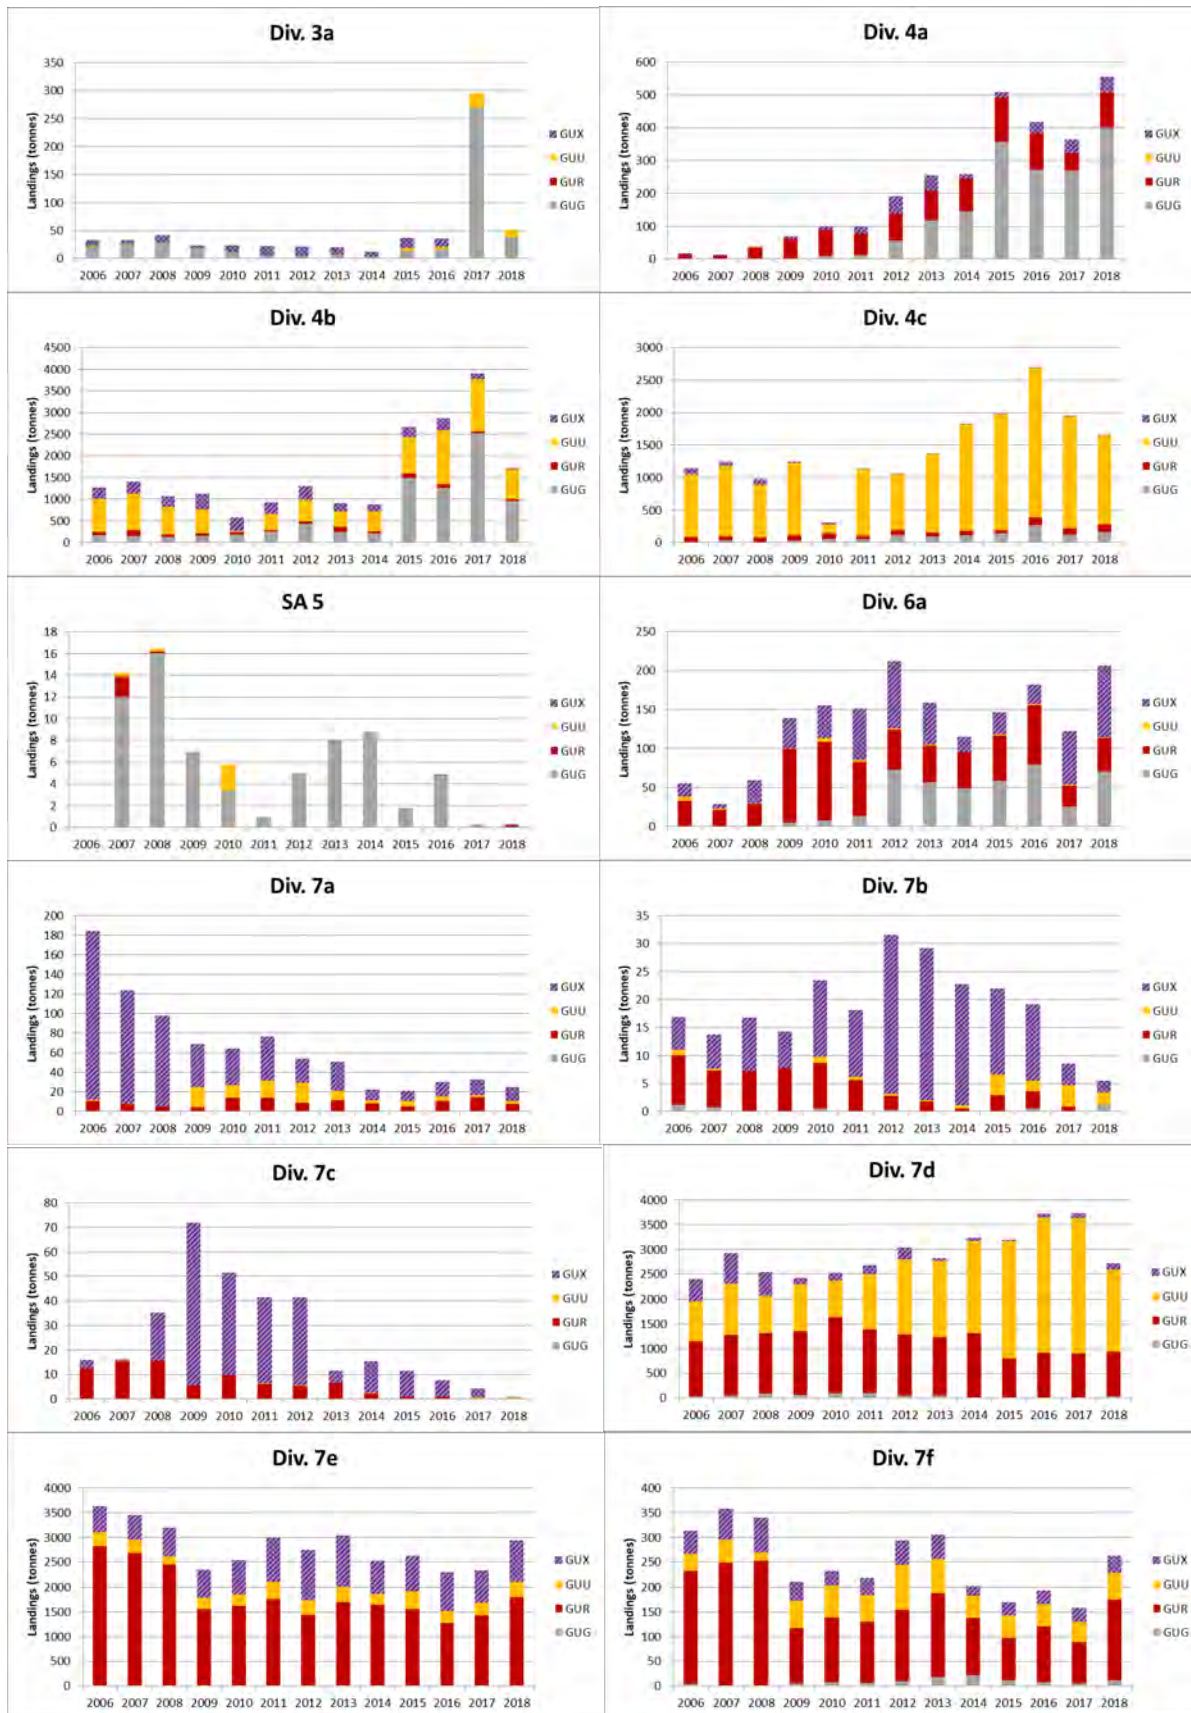 Div. 3a
350
300
250
200
150
100
50
0
Landings (tonnes)
2006 2007 2008 2009 2010 2011 2012 2013 2014 2015 2016 2017 2018
GUX
GUU
GUR
GUG
Div. 4a
600
500
400
300
200
100
0
Landings (tonnes)
2006 2007 2008 2009 2010 2011 2012 2013 2014 2015 2016 2017 2018
GUX
GUU
GUR
GUG
Div. 4b
4500
4000
3500
3000
2500
2000
1500
1000
500
0
Landings (tonnes)
2006 2007 2008 2009 2010 2011 2012 2013 2014 2015 2016 2017 2018
GUX
GUU
GUR
GUG
Div. 4c
3000
2500
2000
1500
1000
500
0
Landings (tonnes)
2006 2007 2008 2009 2010 2011 2012 2013 2014 2015 2016 2017 2018
GUX
GUU
GUR
GUG
SA 5
18
16
14
12
10
8
6
4
2
0
Landings (tonnes)
2006 2007 2008 2009 2010 2011 2012 2013 2014 2015 2016 2017 2018
GUX
GUU
GUR
GUG
Div. 6a
250
200
150
100
50
0
Landings (tonnes)
2006 2007 2008 2009 2010 2011 2012 2013 2014 2015 2016 2017 2018
GUX
GUU
GUR
GUG
Div. 7a
200
180
160
140
120
100
80
60
40
20
0
Landings (tonnes)
2006 2007 2008 2009 2010 2011 2012 2013 2014 2015 2016 2017 2018
GUX
GUU
GUR
GUG
Div. 7b
35
30
25
20
15
10
5
0
Landings (tonnes)
2006 2007 2008 2009 2010 2011 2012 2013 2014 2015 2016 2017 2018
GUX
GUU
GUR
GUG
Div. 7c
80
70
60
50
40
30
20
10
0
Landings (tonnes)
2006 2007 2008 2009 2010 2011 2012 2013 2014 2015 2016 2017 2018
GUX
GUU
GUR
GUG
Div. 7d
4000
3500
3000
2500
2000
1500
1000
500
0
Landings (tonnes)
2006 2007 2008 2009 2010 2011 2012 2013 2014 2015 2016 2017 2018
GUX
GUU
GUR
GUG
Div. 7e
4000
3500
3000
2500
2000
1500
1000
500
0
Landings (tonnes)
2006 2007 2008 2009 2010 2011 2012 2013 2014 2015 2016 2017 2018
GUX
GUU
GUR
GUG
Div. 7f
400
350
300
250
200
150
100
50
0
Landings (tonnes)
2006 2007 2008 2009 2010 2011 2012 2013 2014 2015 2016 2017 2018
GUX
GUU
GUR
GUG